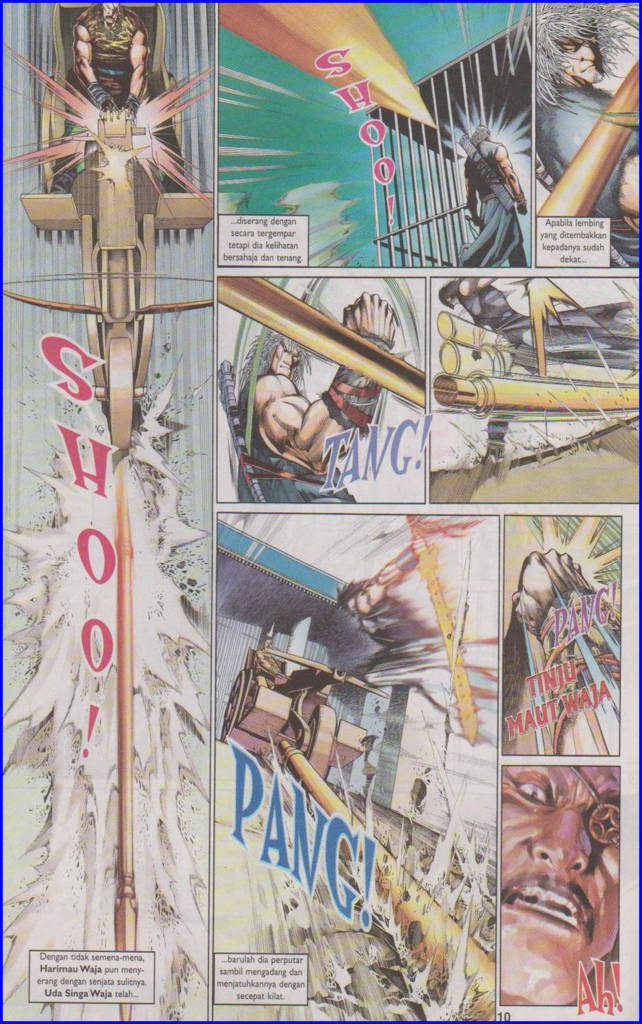 SHOO!
Dengan tidak semena-mena,
Harimau Waja pun meny-
erang dengan senjata sulitnya.
Uda Singa Waja telah...
SHOOO!
...diserang dengan
secara tergempar
tetapi dia kelihatan
bersahaja dan tenang.
Apabila lembing
yang ditembakkan
kepadanya sudah
dekat...
TANG!
PANG!
...barulah dia perputar
sambil mengadang dan
menjatuhkannya dengan
secepat kilat.
PANG!
TINJU
MAUT WAJA
Ah!
10